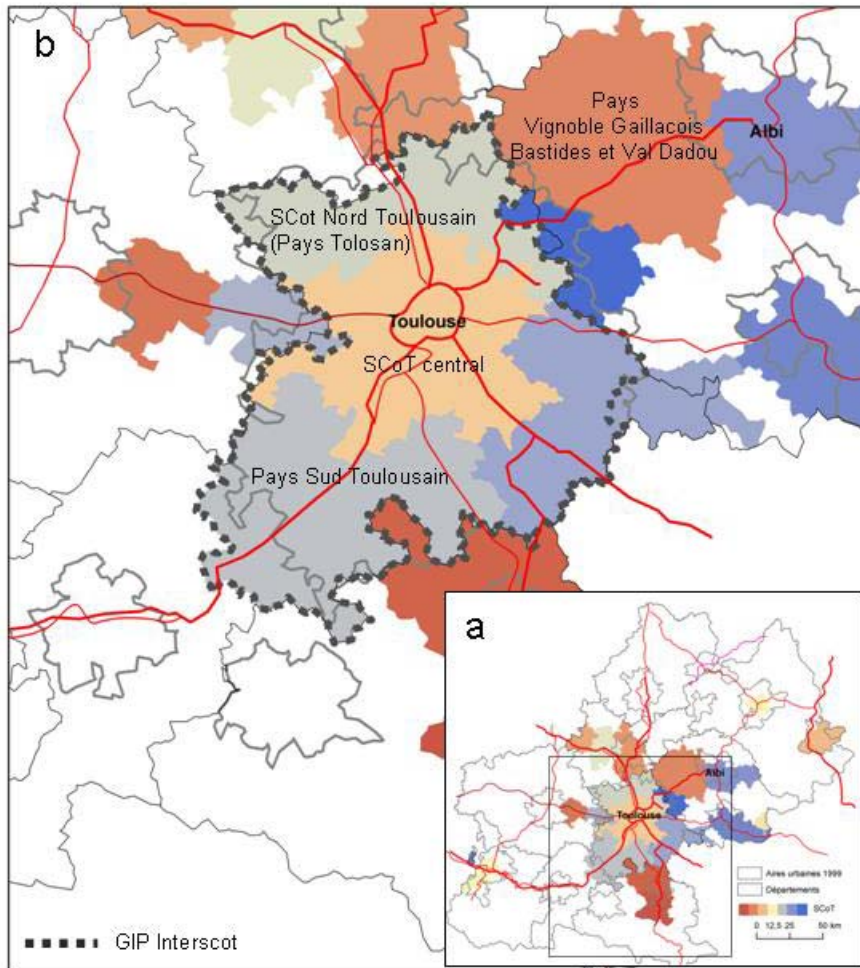 b
Pays
Vignoble Gaillacois
Bastides et Val Dadou
Albi
SCot Nord Toulousain
(Pays Tolosan)
Toulouse
SCoT central
Pays Sud Toulousain
GIP Interscot
a
Albi
Toulouse
Aires urbaines 1999
Départements
SCoT
0 12,5 25 50 km